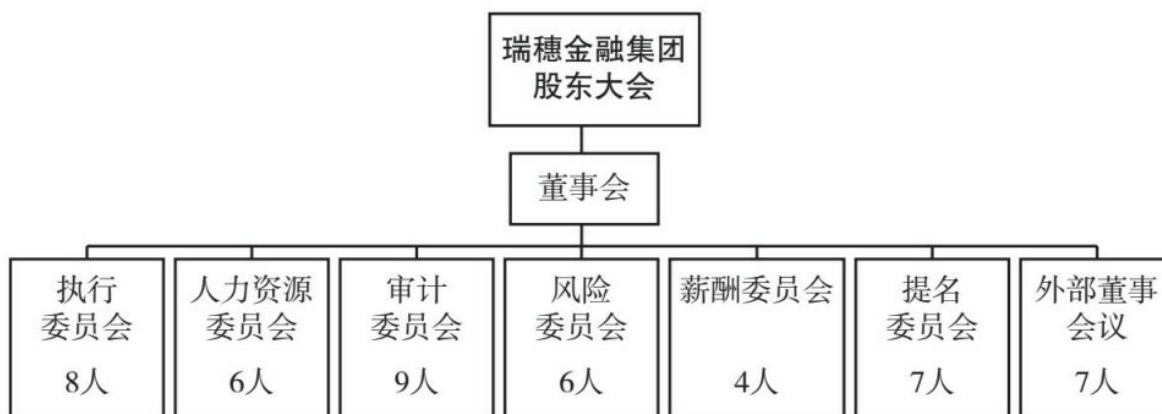 瑞穗金融集团
股东大会
董事会
执行
委员会
8人
人力资源
委员会
6人
审计
委员会
9人
风险
委员会
6人
薪酬委员会
4人
提名
委员会
7人
外部董事
会议
7人